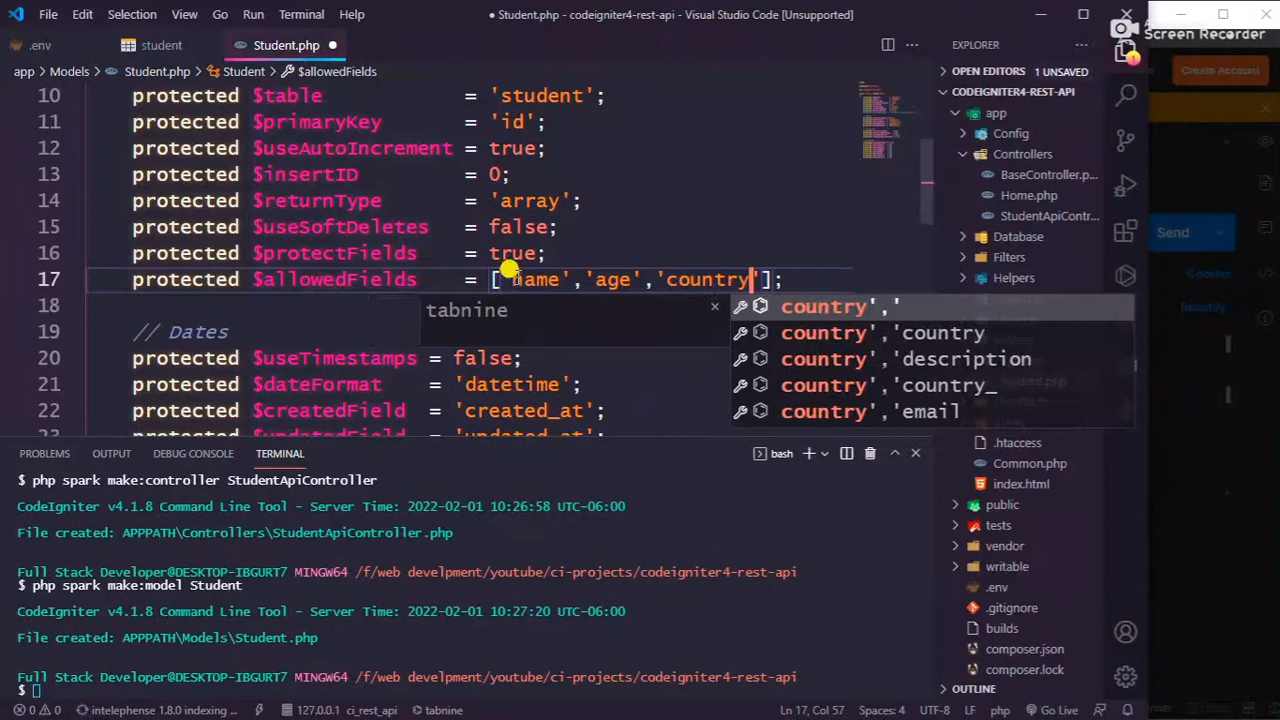 File Edit Selection View Go Run Terminal Help
● Student.php - codeigniter4-rest-api - Visual Studio Code [Unsupported]
Screen Recorder
.env student Student.php ●
EXPLORER
Create Account
app > Models > Student.php > Student > $allowedFields
OPEN EDITORS 1 UNSAVED
CODEIGNITER4-REST-API
10 protected $table = 'student';
11 protected $primaryKey = 'id';
12 protected $useAutoIncrement = true;
13 protected $insertID = 0;
14 protected $returnType = 'array';
15 protected $useSoftDeletes = false;
16 protected $protectFields = true;
17 protected $allowedFields = ['name','age','country'];
18
// Dates
20 protected $useTimestamps = false;
21 protected $dateFormat = 'datetime';
22 protected $createdField = 'created_at';
23 protected $updatedField = 'updated_at';
tabnine ×
country','
country','country
country','description
country','country_
country','email
app
Config
Controllers
BaseController.p...
Home.php
StudentApiContr...
Database
Filters
Helpers
.htaccess
Common.php
index.html
public
tests
vendor
writable
.env
.gitignore
builds
composer.json
composer.lock
OUTLINE
Send
Cookies
PROBLEMS OUTPUT DEBUG CONSOLE TERMINAL
bash
$ php spark make:controller StudentApiController
CodeIgniter v4.1.8 Command Line Tool - Server Time: 2022-02-01 10:26:58 UTC-06:00
File created: APPPATH\Controllers\StudentApiController.php
Full Stack Developer@DESKTOP-IBGURT7 MINGW64 /f/web develpment/youtube/ci-projects/codeigniter4-rest-api
$ php spark make:model Student
CodeIgniter v4.1.8 Command Line Tool - Server Time: 2022-02-01 10:27:20 UTC-06:00
File created: APPPATH\Models\Student.php
Full Stack Developer@DESKTOP-IBGURT7 MINGW64 /f/web develpment/youtube/ci-projects/codeigniter4-rest-api
$
0 0 intelephense 1.8.0 indexing ... 127.0.0.1 ci_rest_api tabnine Ln 17, Col 57 Spaces: 4 UTF-8 LF php Go Live